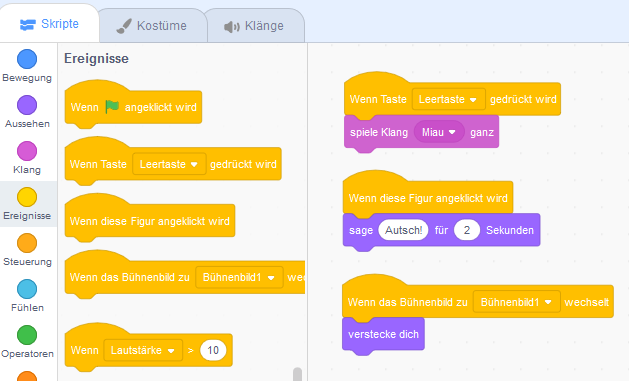 Skripte
Kostüme
Klänge
Bewegung
Aussehen
Klang
Ereignisse
Steuerung
Fühlen
Operatoren
Ereignisse
Wenn angeklickt wird
Wenn Taste Leertaste gedrückt wird
Wenn diese Figur angeklickt wird
Wenn das Bühnenbild zu Bühnenbild1 wec
Wenn Lautstärke > 10
Wenn Taste Leertaste gedrückt wird
spiele Klang Miau ganz
Wenn diese Figur angeklickt wird
sage Autsch! für 2 Sekunden
Wenn das Bühnenbild zu Bühnenbild1 wechselt
verstecke dich